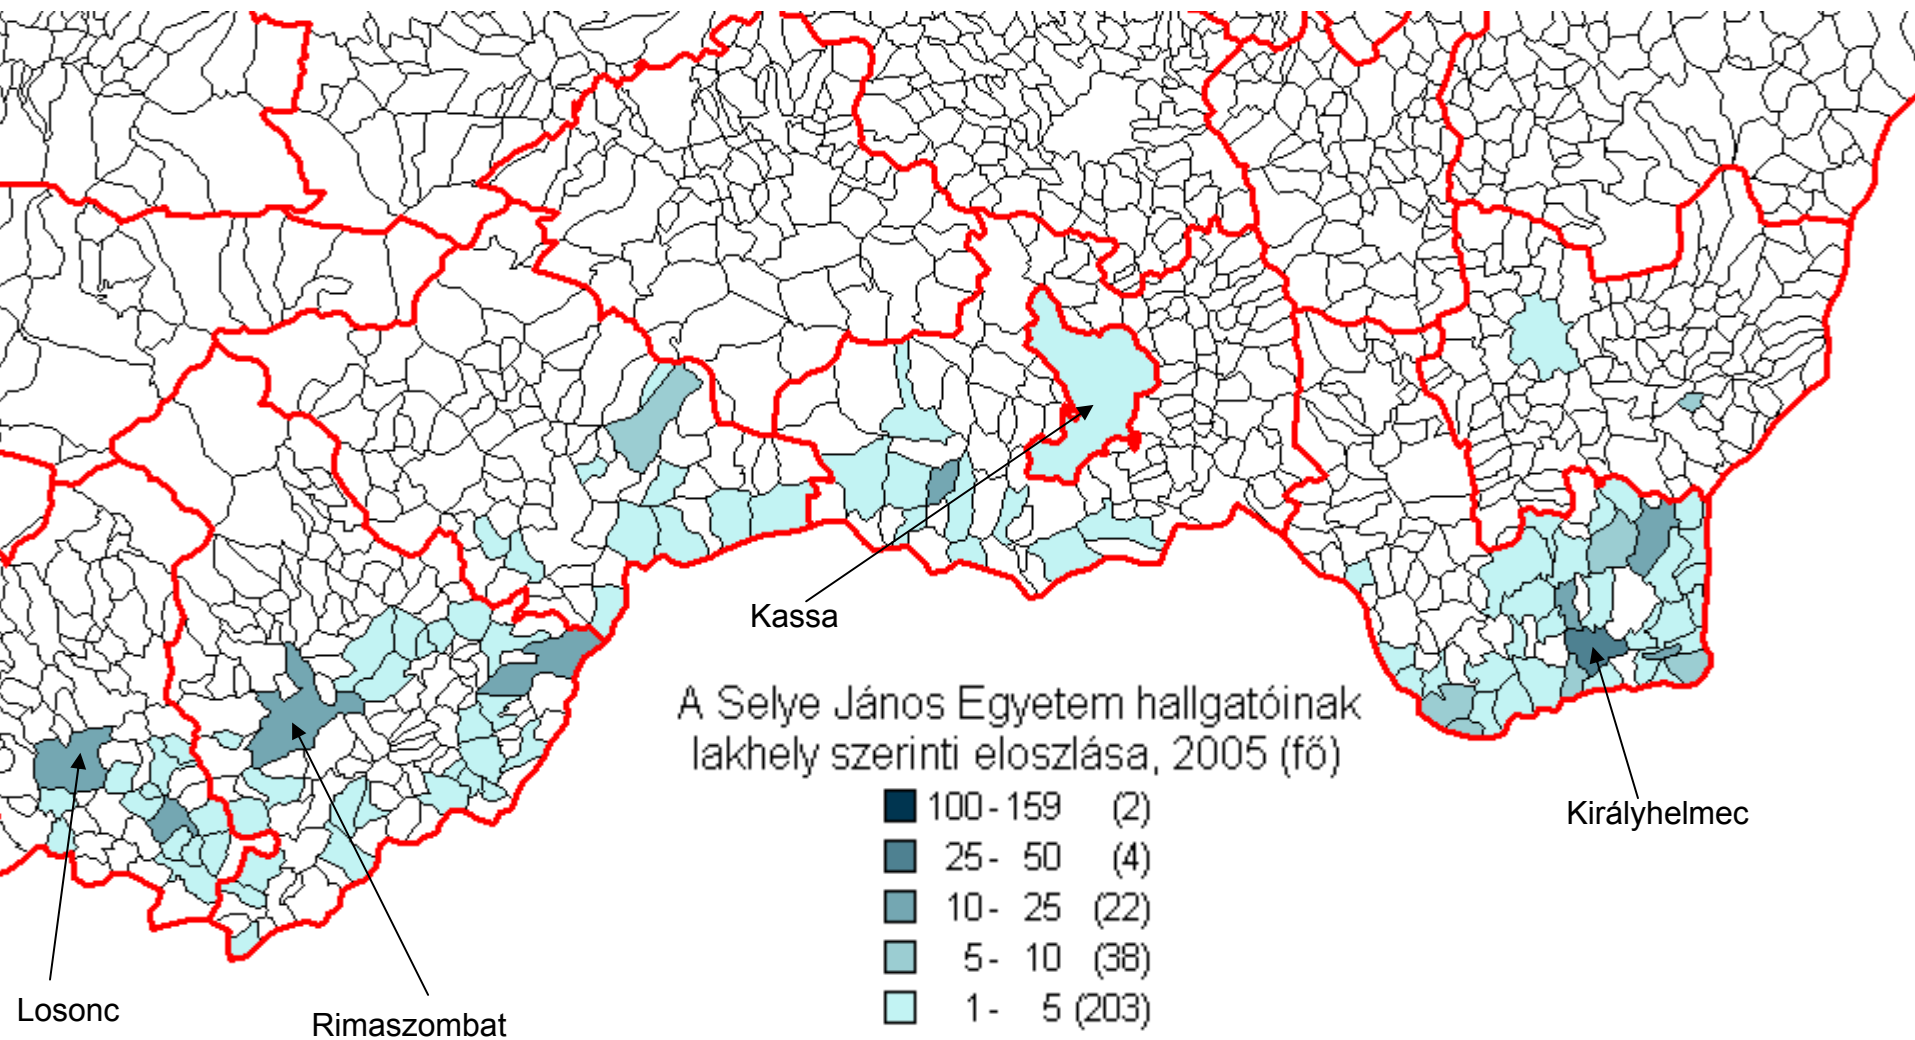 Kassa
A Selye János Egyetem hallgatóinak
lakhely szerinti eloszlása, 2005 (fő)
100 - 159 (2)
25 - 50 (4)
10 - 25 (22)
5 - 10 (38)
1 - 5 (203)
Királyhelmec
Losonc
Rimaszombat